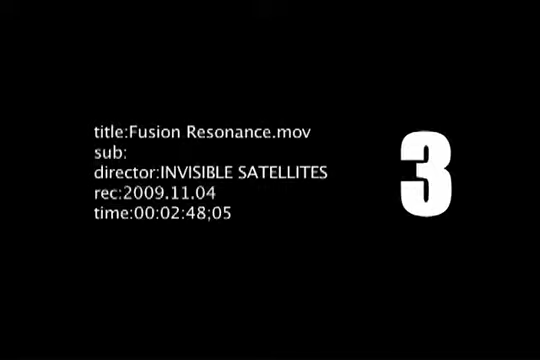 title:Fusion Resonance.mov
sub:
director:INVISIBLE SATELLITES
rec:2009.11.04
time:00:02:48;05
3